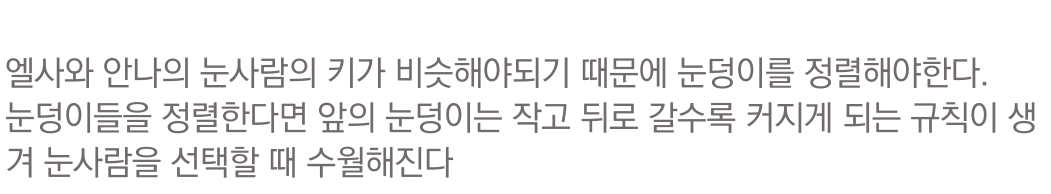 엘사와 안나의 눈사람의 키가 비슷해야되기 때문에 눈덩이를 정렬해야한다.
눈덩이들을 정렬한다면 앞의 눈덩이는 작고 뒤로 갈수록 커지게 되는 규칙이 생
겨 눈사람을 선택할 때 수월해진다